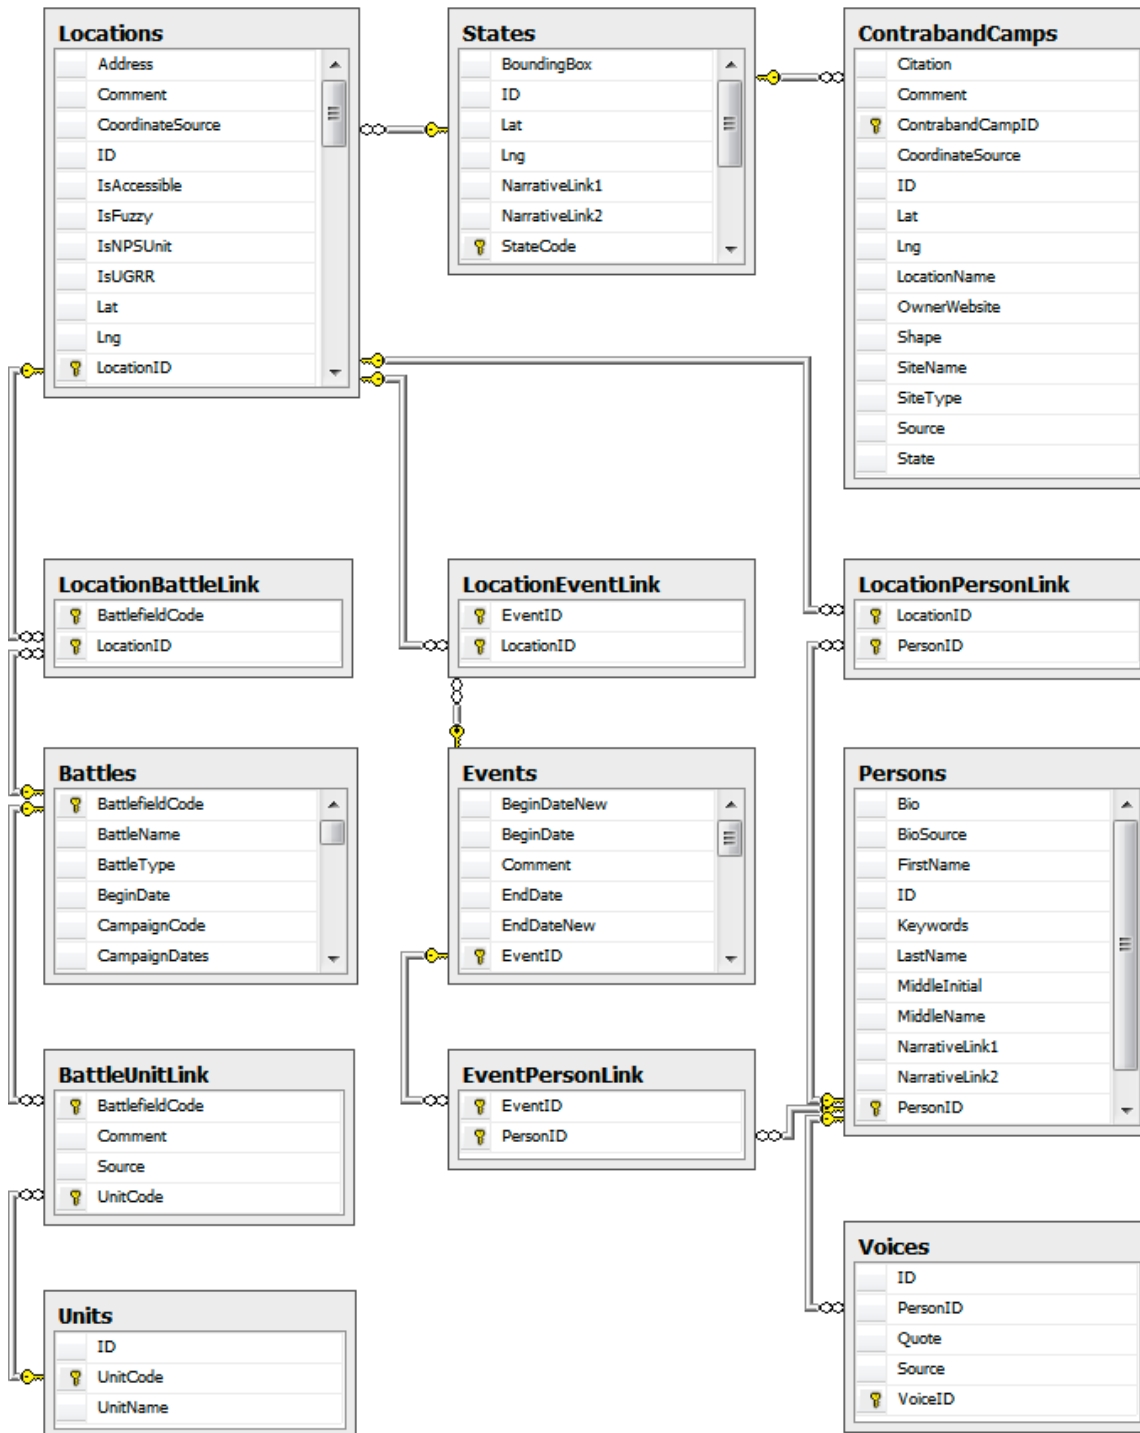 Locations
Address
Comment
CoordinateSource
ID
IsAccessible
IsFuzzy
IsNPSUnit
IsUGRR
Lat
Lng
LocationID
States
BoundingBox
ID
Lat
Lng
NarrativeLink1
NarrativeLink2
StateCode
ContrabandCamps
Citation
Comment
ContrabandCampID
CoordinateSource
ID
Lat
Lng
LocationName
OwnerWebsite
Shape
SiteName
SiteType
Source
State
LocationBattleLink
BattlefieldCode
LocationID
LocationEventLink
EventID
LocationID
LocationPersonLink
LocationID
PersonID
Battles
BattlefieldCode
BattleName
BattleType
BeginDate
CampaignCode
CampaignDates
Events
BeginDateNew
BeginDate
Comment
EndDate
EndDateNew
EventID
Persons
Bio
BioSource
FirstName
ID
Keywords
LastName
MiddleInitial
MiddleName
NarrativeLink1
NarrativeLink2
PersonID
BattleUnitLink
BattlefieldCode
Comment
Source
UnitCode
EventPersonLink
EventID
PersonID
Units
ID
UnitCode
UnitName
Voices
ID
PersonID
Quote
Source
VoiceID